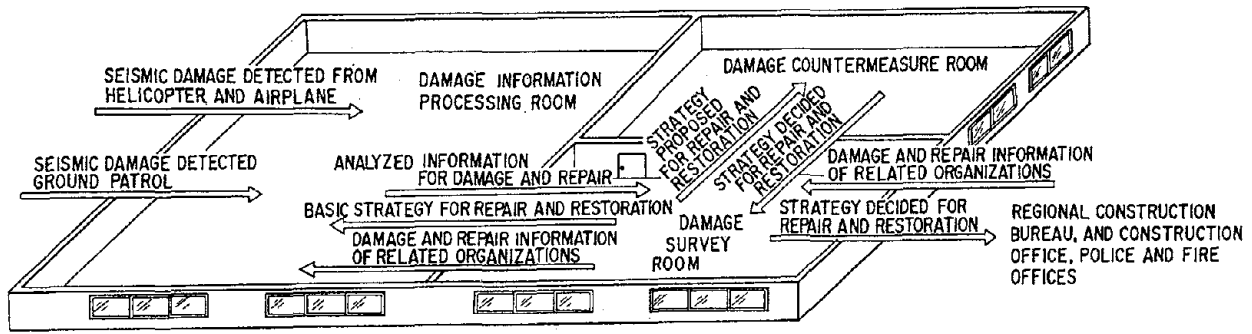 SEISMIC DAMAGE DETECTED FROM
HELICOPTER AND AIRPLANE
DAMAGE INFORMATION
PROCESSING ROOM
DAMAGE COUNTERMEASURE ROOM
STRATEGY
PROPOSED
FOR REPAIR AND
RESTORATION
STRATEGY DECIDED
FOR REPAIR AND
RESTORATION
SEISMIC DAMAGE DETECTED
GROUND PATROL
ANALYZED INFORMATION
FOR DAMAGE AND REPAIR
DAMAGE AND REPAIR INFORMATION
OF RELATED ORGANIZATIONS
BASIC STRATEGY FOR REPAIR AND RESTORATION
DAMAGE
SURVEY
ROOM
STRATEGY DECIDED FOR
REPAIR AND RESTORATION
DAMAGE AND REPAIR INFORMATION
OF RELATED ORGANIZATIONS
REGIONAL CONSTRUCTION
BUREAU, AND CONSTRUCTION
OFFICE, POLICE AND FIRE
OFFICES